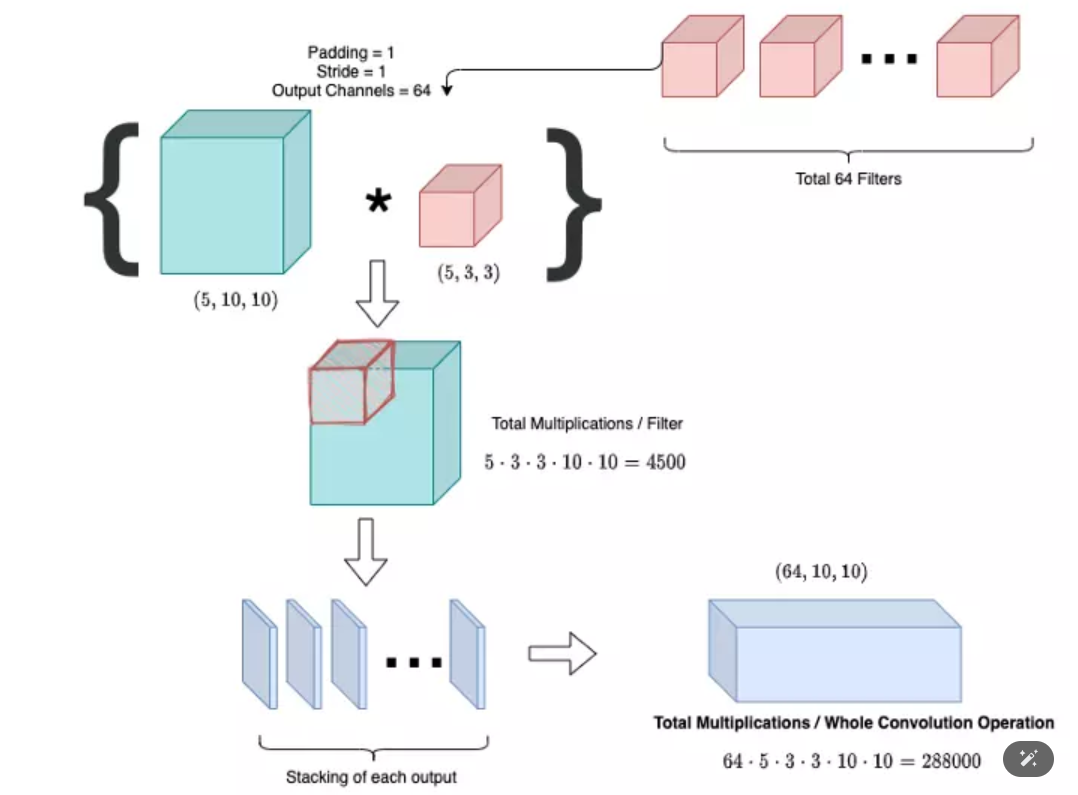 Padding = 1
Stride = 1
Output Channels = 64
Total 64 Filters
*
(5, 10, 10)
(5, 3, 3)
Total Multiplications / Filter
5 · 3 · 3 · 10 · 10 = 4500
(64, 10, 10)
Stacking of each output
Total Multiplications / Whole Convolution Operation
64 · 5 · 3 · 3 · 10 · 10 = 288000